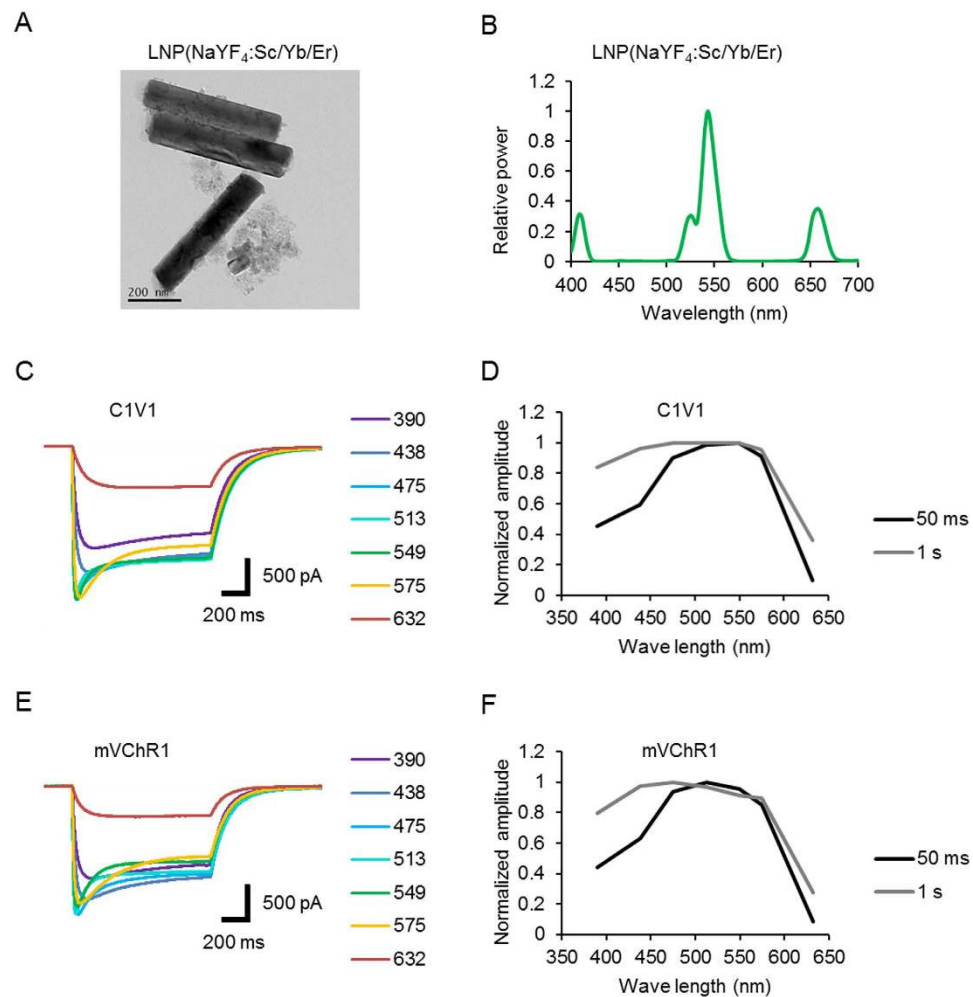 A
LNP(NaYF₄:Sc/Yb/Er)
200 nm
B
LNP(NaYF₄:Sc/Yb/Er)
Relative power
1.2
1
0.8
0.6
0.4
0.2
0
400 450 500 550 600 650 700
Wavelength (nm)
C
C1V1
390
438
475
513
549
575
632
500 pA
200 ms
D
C1V1
Normalized amplitude
1.2
1
0.8
0.6
0.4
0.2
0
350 400 450 500 550 600 650
Wave length (nm)
50 ms
1 s
E
mVChR1
390
438
475
513
549
575
632
500 pA
200 ms
F
mVChR1
Normalized amplitude
1.2
1
0.8
0.6
0.4
0.2
0
350 400 450 500 550 600 650
Wave length (nm)
50 ms
1 s